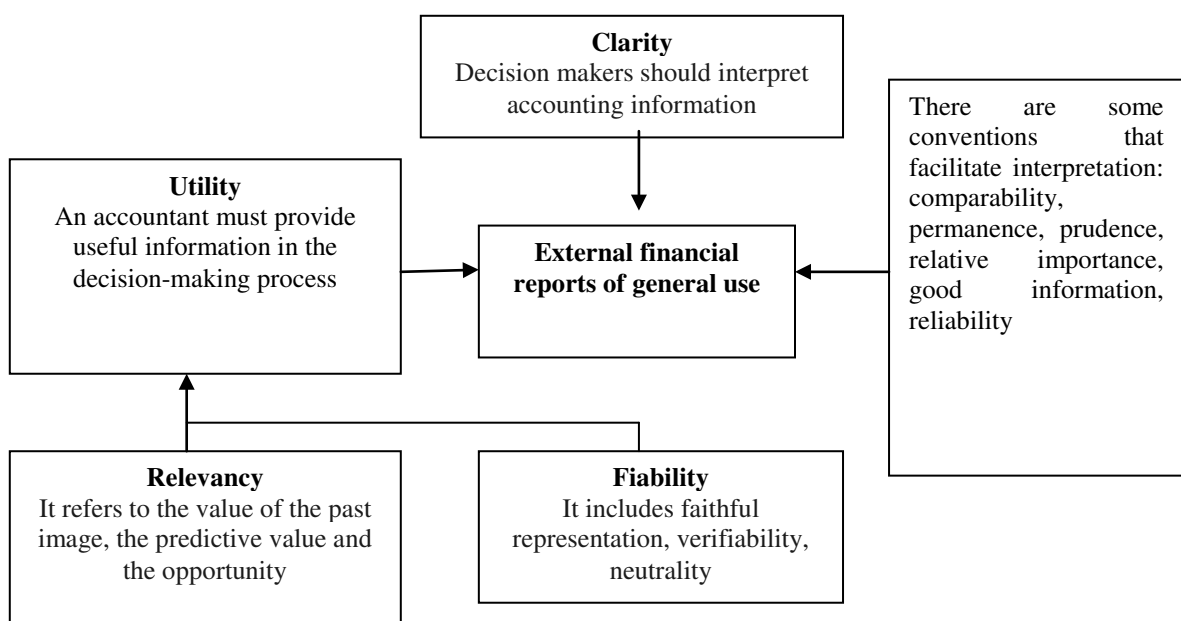 Clarity
Decision makers should interpret
accounting information
There are some
conventions that
facilitate interpretation:
comparability,
permanence, prudence,
relative importance,
good information,
reliability
Utility
An accountant must provide
useful information in the
decision-making process
External financial
reports of general use
Relevancy
It refers to the value of the past
image, the predictive value and
the opportunity
Fiability
It includes faithful
representation, verifiability,
neutrality